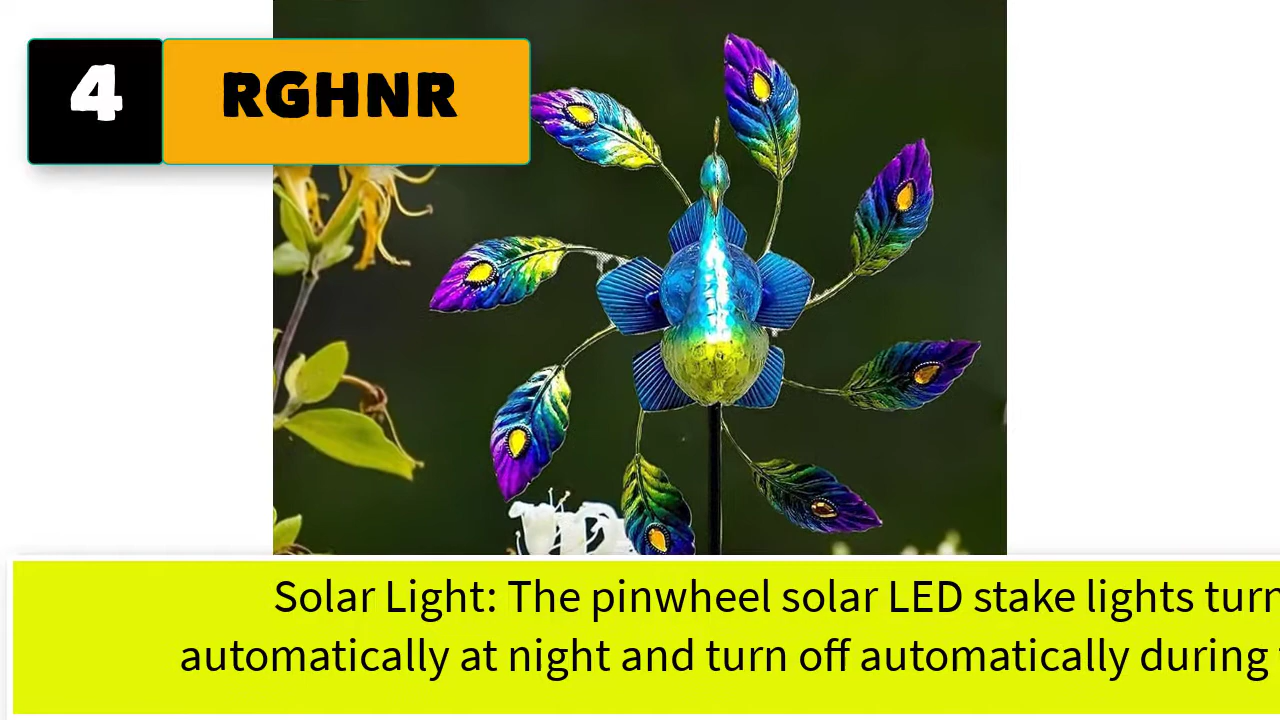 4
RGHNR
Solar Light: The pinwheel solar LED stake lights turn
automatically at night and turn off automatically during